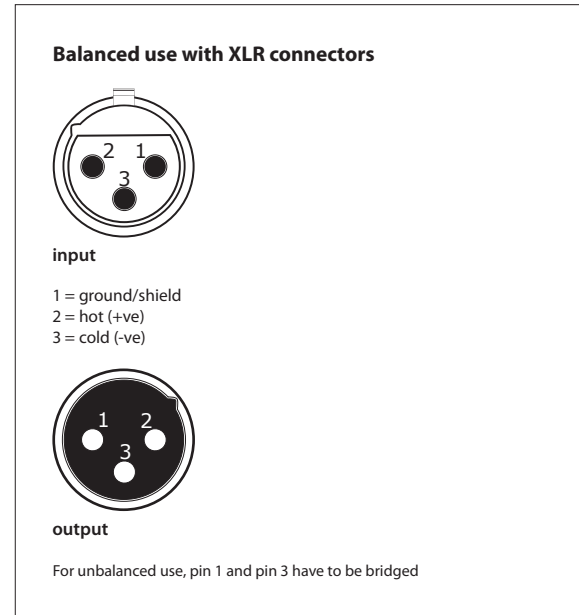 Balanced use with XLR connectors
2 1
3
input
1 = ground/shield
2 = hot (+ve)
3 = cold (-ve)
1 2
3
output
For unbalanced use, pin 1 and pin 3 have to be bridged